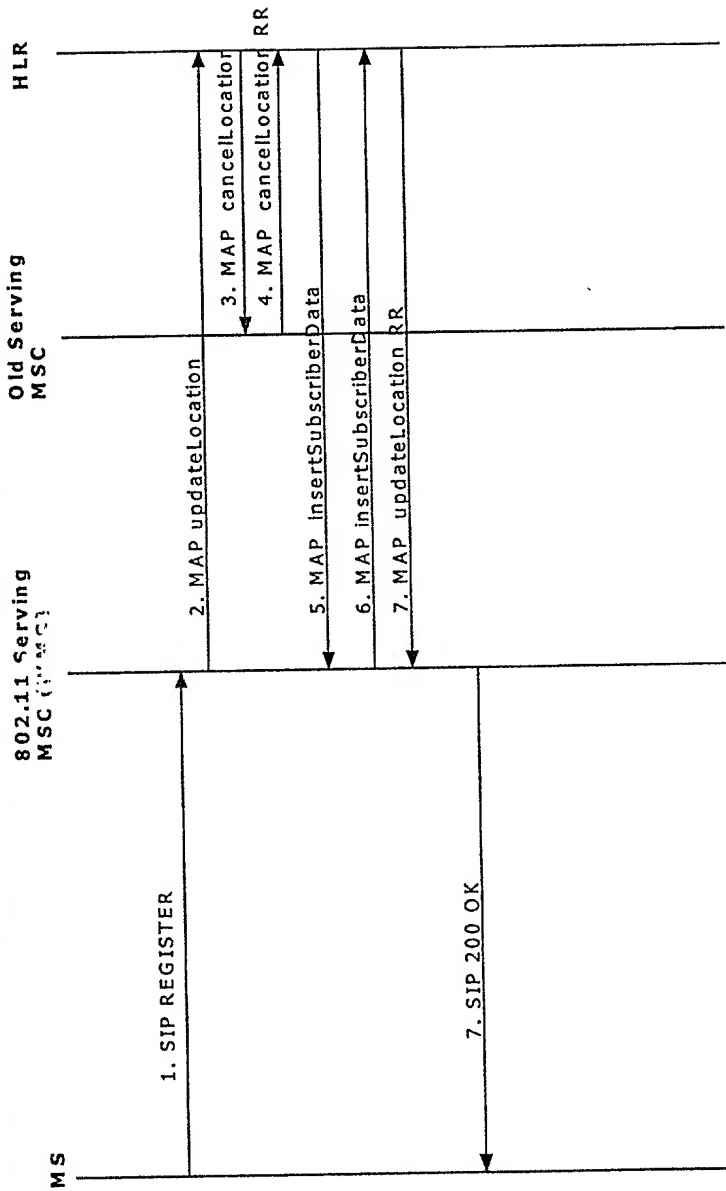 MS
802.11 Serving
MSC
Old Serving
MSC
HLR
1. SIP REGISTER
2. MAP updateLocation
3. MAP cancelLocation
4. MAP cancelLocation RR
5. MAP insertSubscriberData
6. MAP insertSubscriberData
7. MAP updateLocation RR
7. SIP 200 OK